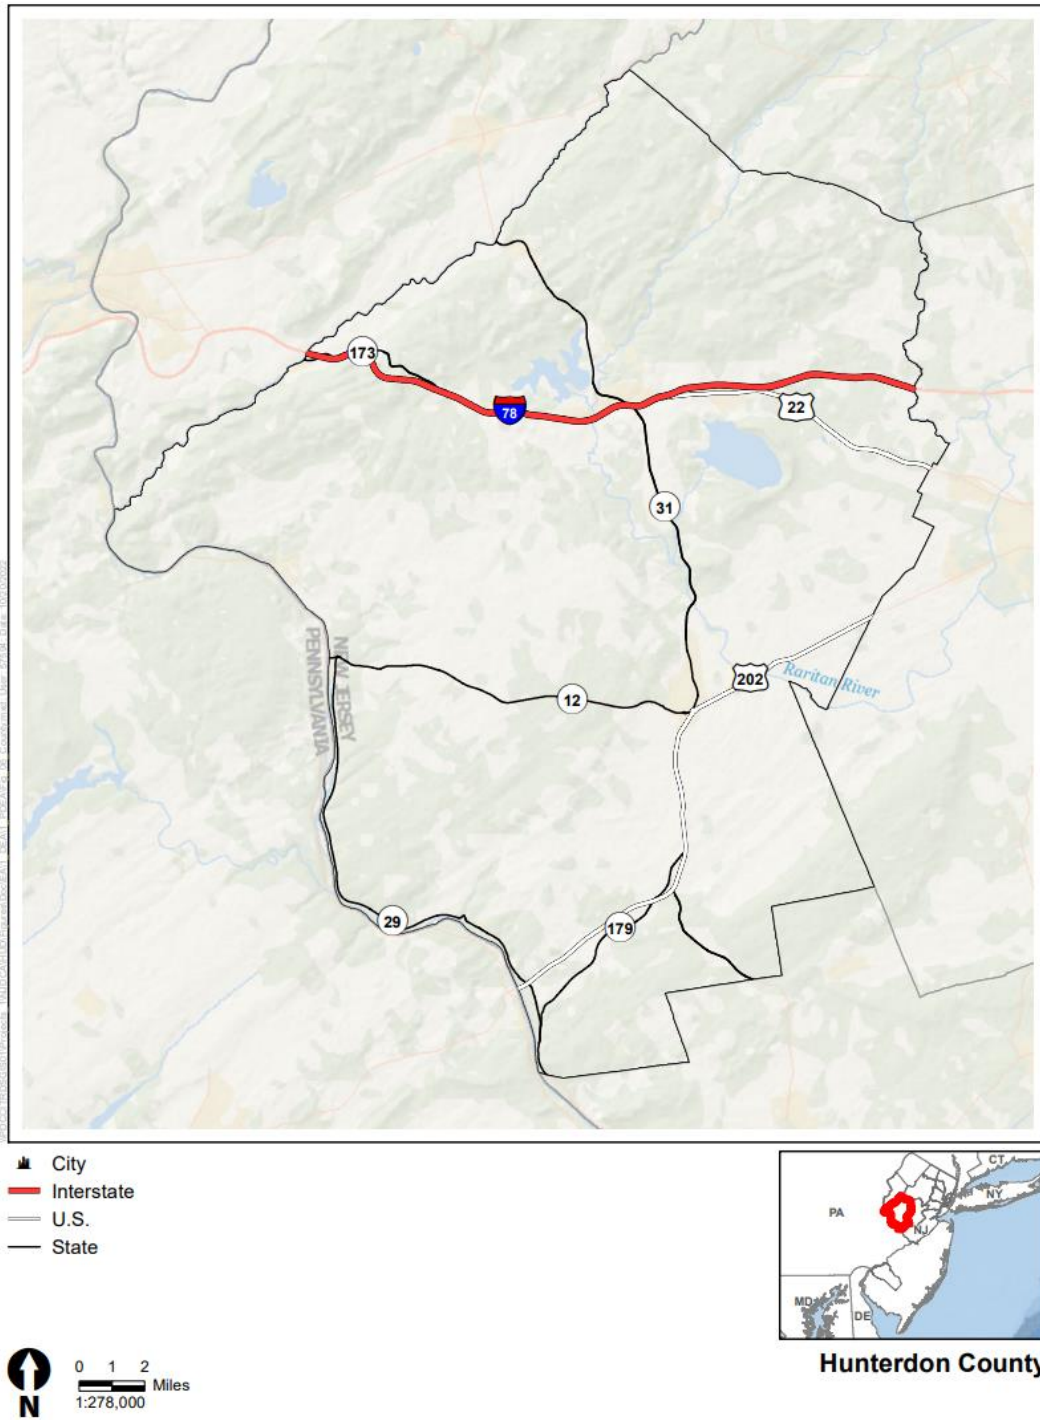 173
78
22
31
NEW JERSEY
PENNSYLVANIA
202
Raritan River
12
29
179
City
Interstate
U.S.
State
CT
NY
PA
NJ
MD
DE
0 1 2
Miles
1:278,000
N
Hunterdon County